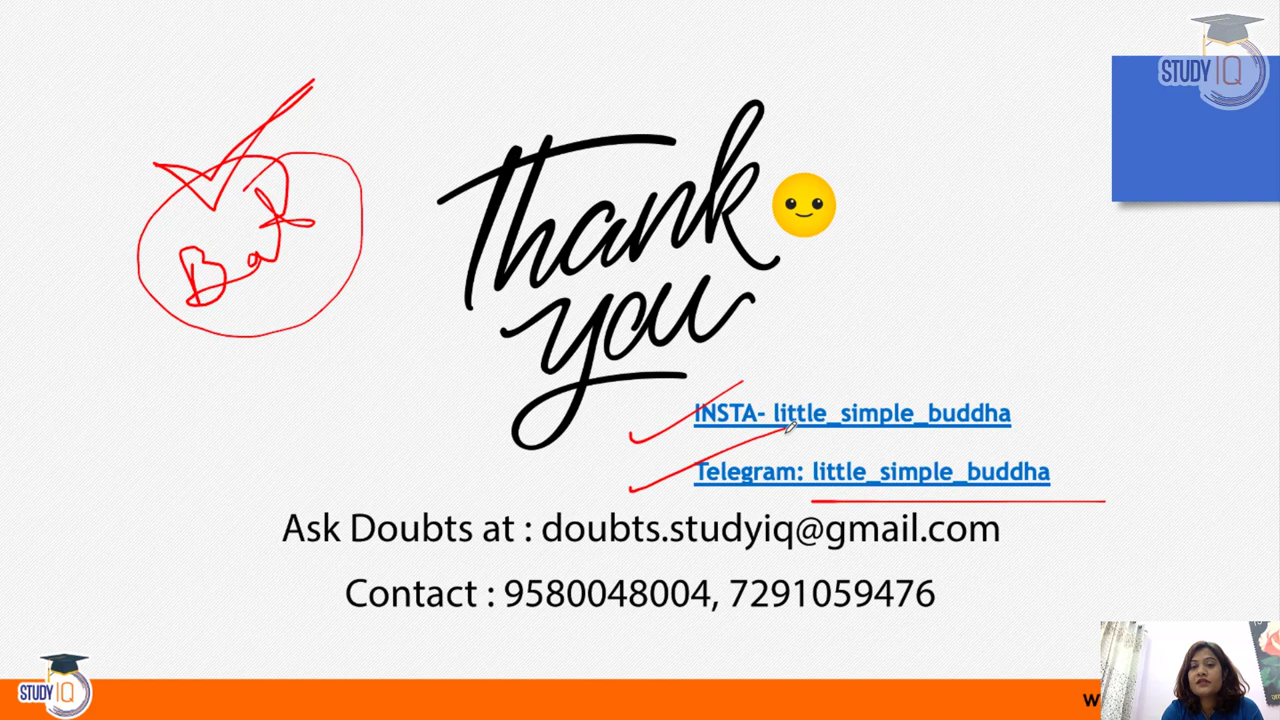 STUDY IQ
Thank
you
INSTA- little_simple_buddha
Telegram: little_simple_buddha
Ask Doubts at : doubts.studyiq@gmail.com
Contact : 9580048004, 7291059476
STUDY IQ